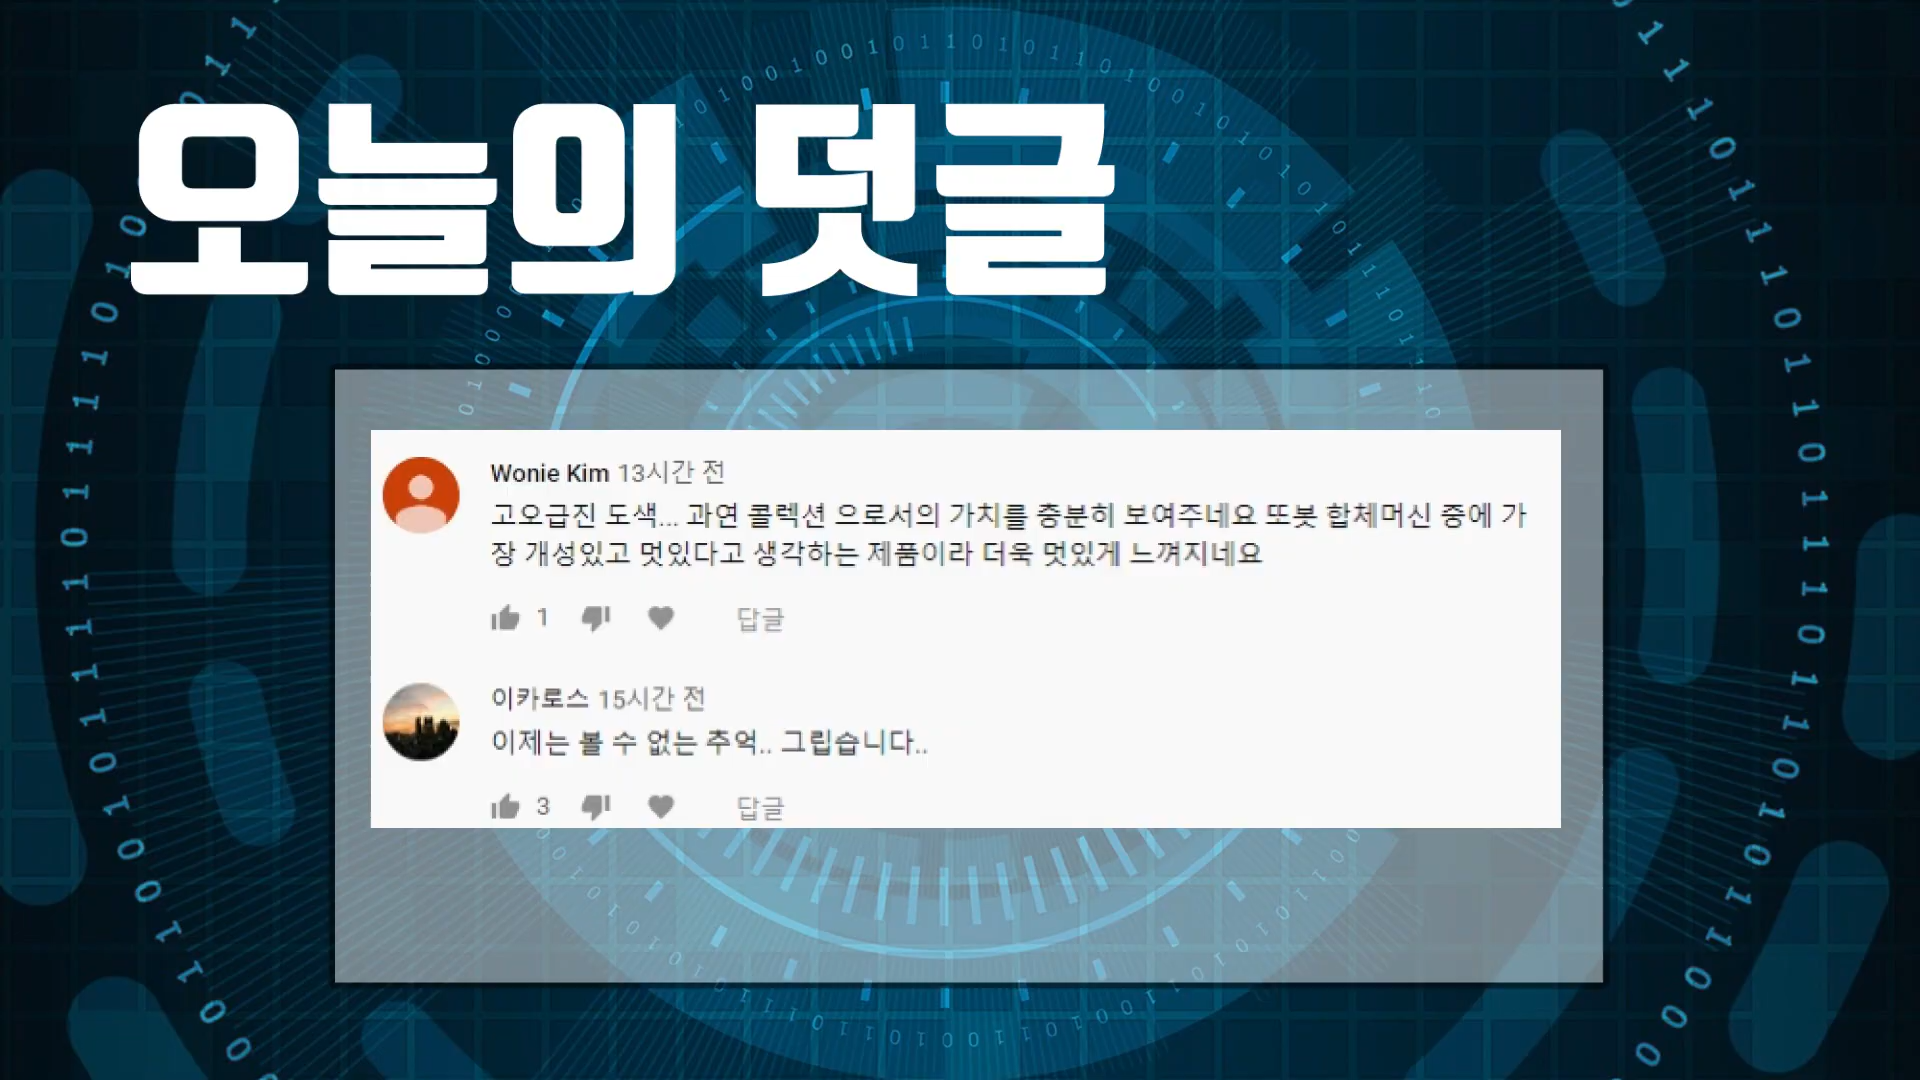 오늘의 덧글
Wonie Kim 13시간 전
고오급진 도색... 과연 콜렉션 으로서의 가치를 충분히 보여주네요 또봇 합체머신 중에 가
장 개성있고 멋있다고 생각하는 제품이라 더욱 멋있게 느껴지네요
1 답글
이카로스 15시간 전
이제는 볼 수 없는 추억.. 그립습니다..
3 답글